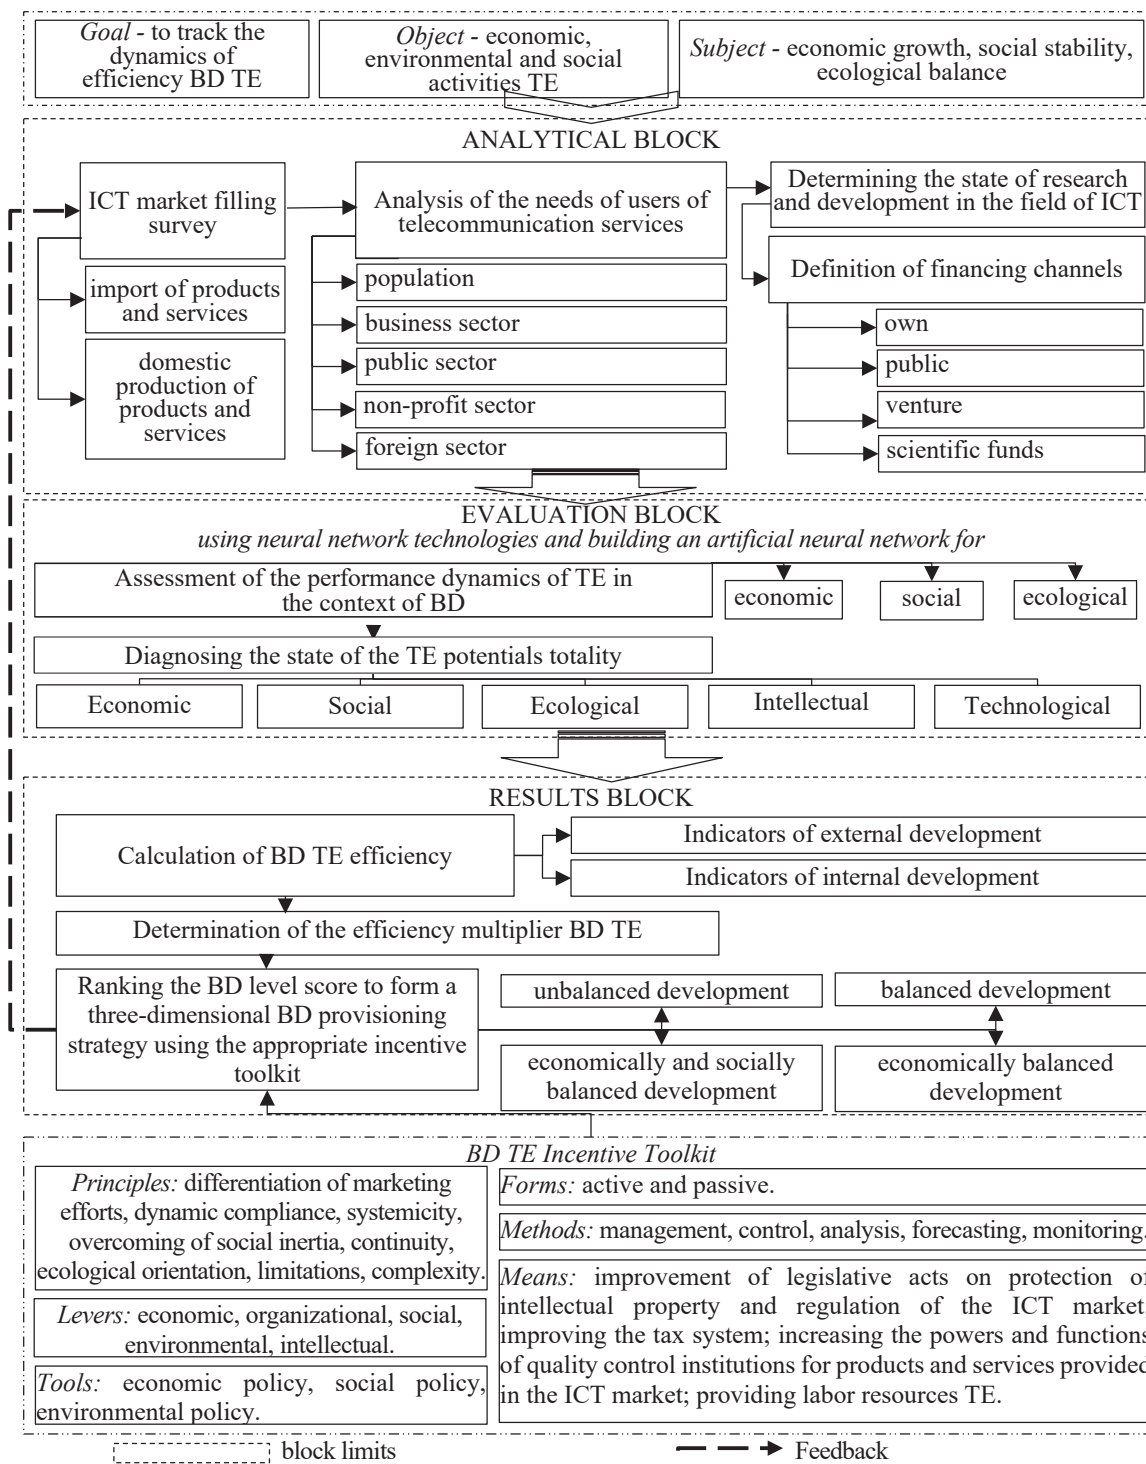 Goal - to track the
dynamics of
efficiency BD TE
Object - economic,
environmental and social
activities TE
Subject - economic growth, social stability,
ecological balance
ANALYTICAL BLOCK
ICT market filling
survey
import of products
and services
domestic
production of
products and
services
Analysis of the needs of users of
telecommunication services
population
business sector
public sector
non-profit sector
foreign sector
Determining the state of research
and development in the field of ICT
Definition of financing channels
own
public
venture
scientific funds
EVALUATION BLOCK
using neural network technologies and building an artificial neural network for
Assessment of the performance dynamics of TE in
the context of BD
economic
social
ecological
Diagnosing the state of the TE potentials totality
Economic
Social
Ecological
Intellectual
Technological
RESULTS BLOCK
Calculation of BD TE efficiency
Indicators of external development
Indicators of internal development
Determination of the efficiency multiplier BD TE
Ranking the BD level score to form a
three-dimensional BD provisioning
strategy using the appropriate incentive
toolkit
unbalanced development
balanced development
economically and socially
balanced development
economically balanced
development
BD TE Incentive Toolkit
Principles: differentiation of marketing
efforts, dynamic compliance, systemicity,
overcoming of social inertia, continuity,
ecological orientation, limitations, complexity.
Levers: economic, organizational, social,
environmental, intellectual.
Tools: economic policy, social policy,
environmental policy.
Forms: active and passive.
Methods: management, control, analysis, forecasting, monitoring.
Means: improvement of legislative acts on protection of
intellectual property and regulation of the ICT market,
improving the tax system; increasing the powers and functions
of quality control institutions for products and services provided
in the ICT market; providing labor resources TE.
block limits
Feedback